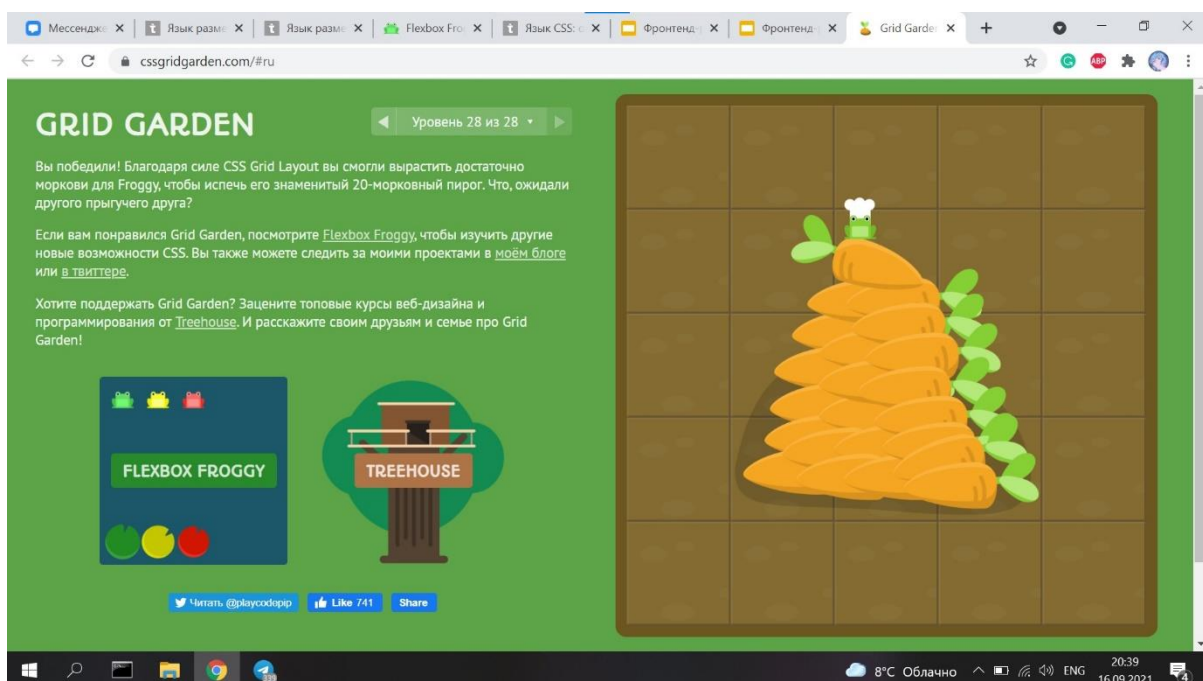 Мессендж
Язык разм
Язык разм
Flexbox Fro
Язык CSS: о
Фронтенд-р
Фронтенд-р
Grid Garde
cssgridgarden.com/#ru
ABP
GRID GARDEN
Уровень 28 из 28
Вы победили! Благодаря силе CSS Grid Layout вы смогли вырастить достаточно
моркови для Froggy, чтобы испечь его знаменитый 20-морковный пирог. Что, ожидали
другого прыгучего друга?
Если вам понравился Grid Garden, посмотрите Flexbox Froggy, чтобы изучить другие
новые возможности CSS. Вы также можете следить за моими проектами в моём блоге
или в твиттере.
Хотите поддержать Grid Garden? Зацените топовые курсы веб-дизайна и
программирования от Treehouse. И расскажите своим друзьям и семье про Grid
Garden!
FLEXBOX FROGGY
TREEHOUSE
Читать @playcodepip
Like 741
Share
8°C Облачно
ENG
20:39
16.09.2021
4